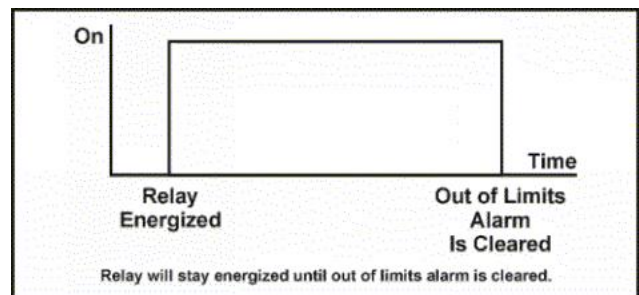 On
Time
Relay
Energized
Out of Limits
Alarm
Is Cleared
Relay will stay energized until out of limits alarm is cleared.